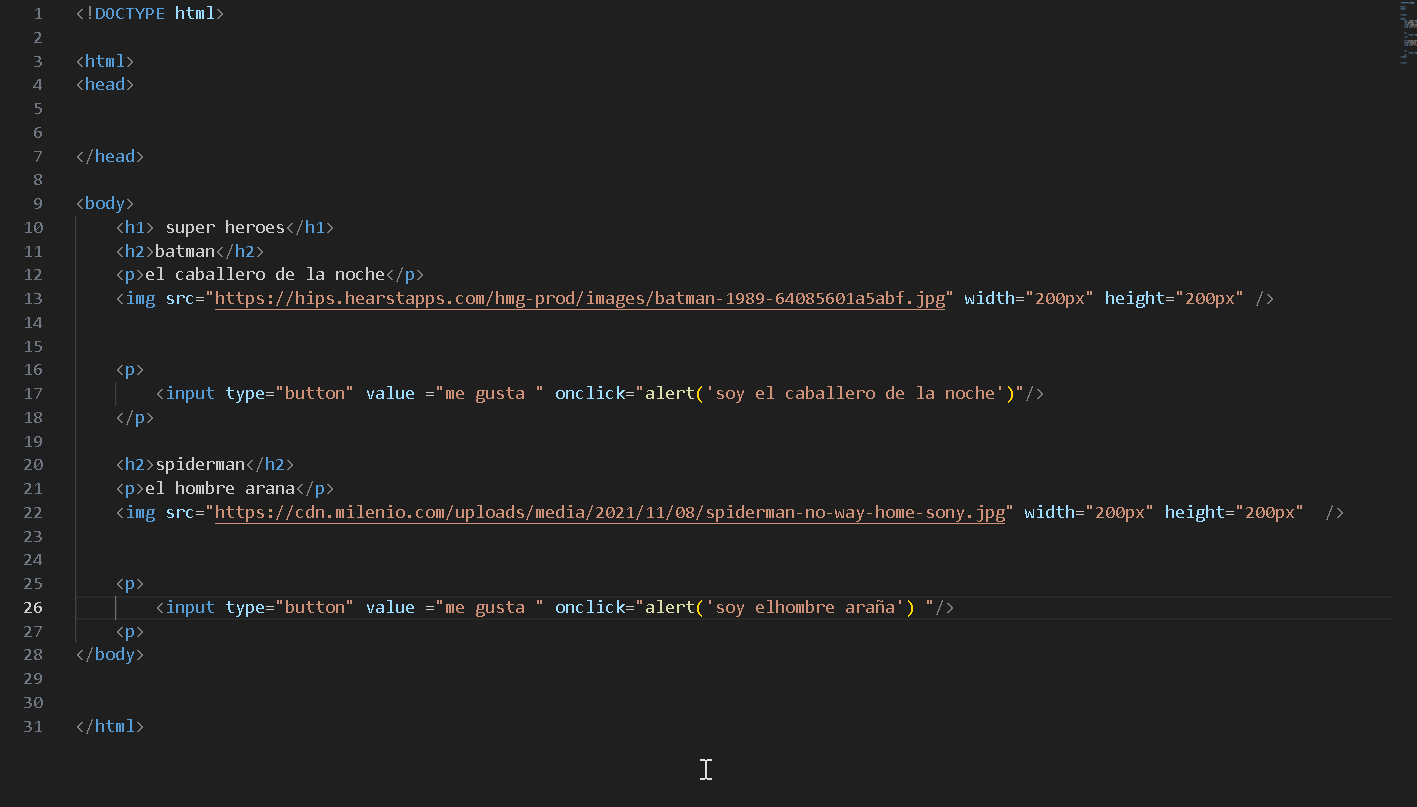 1 <!DOCTYPE html>
2
3 <html>
4 <head>
5
6
7 </head>
8
9 <body>
10     <h1> super heroes</h1>
11     <h2>batman</h2>
12     <p>el caballero de la noche</p>
13     <img src="https://hips.hearstapps.com/hmg-prod/images/batman-1989-64085601a5abf.jpg" width="200px" height="200px" />
14
15
16     <p>
17         <input type="button" value ="me gusta " onclick="alert('soy el caballero de la noche')"/>
18     </p>
19
20     <h2>spiderman</h2>
21     <p>el hombre arana</p>
22     <img src="https://cdn.milenio.com/uploads/media/2021/11/08/spiderman-no-way-home-sony.jpg" width="200px" height="200px"  />
23
24
25     <p>
26         <input type="button" value ="me gusta " onclick="alert('soy elhombre araña') "/>
27     <p>
28 </body>
29
30
31 </html>